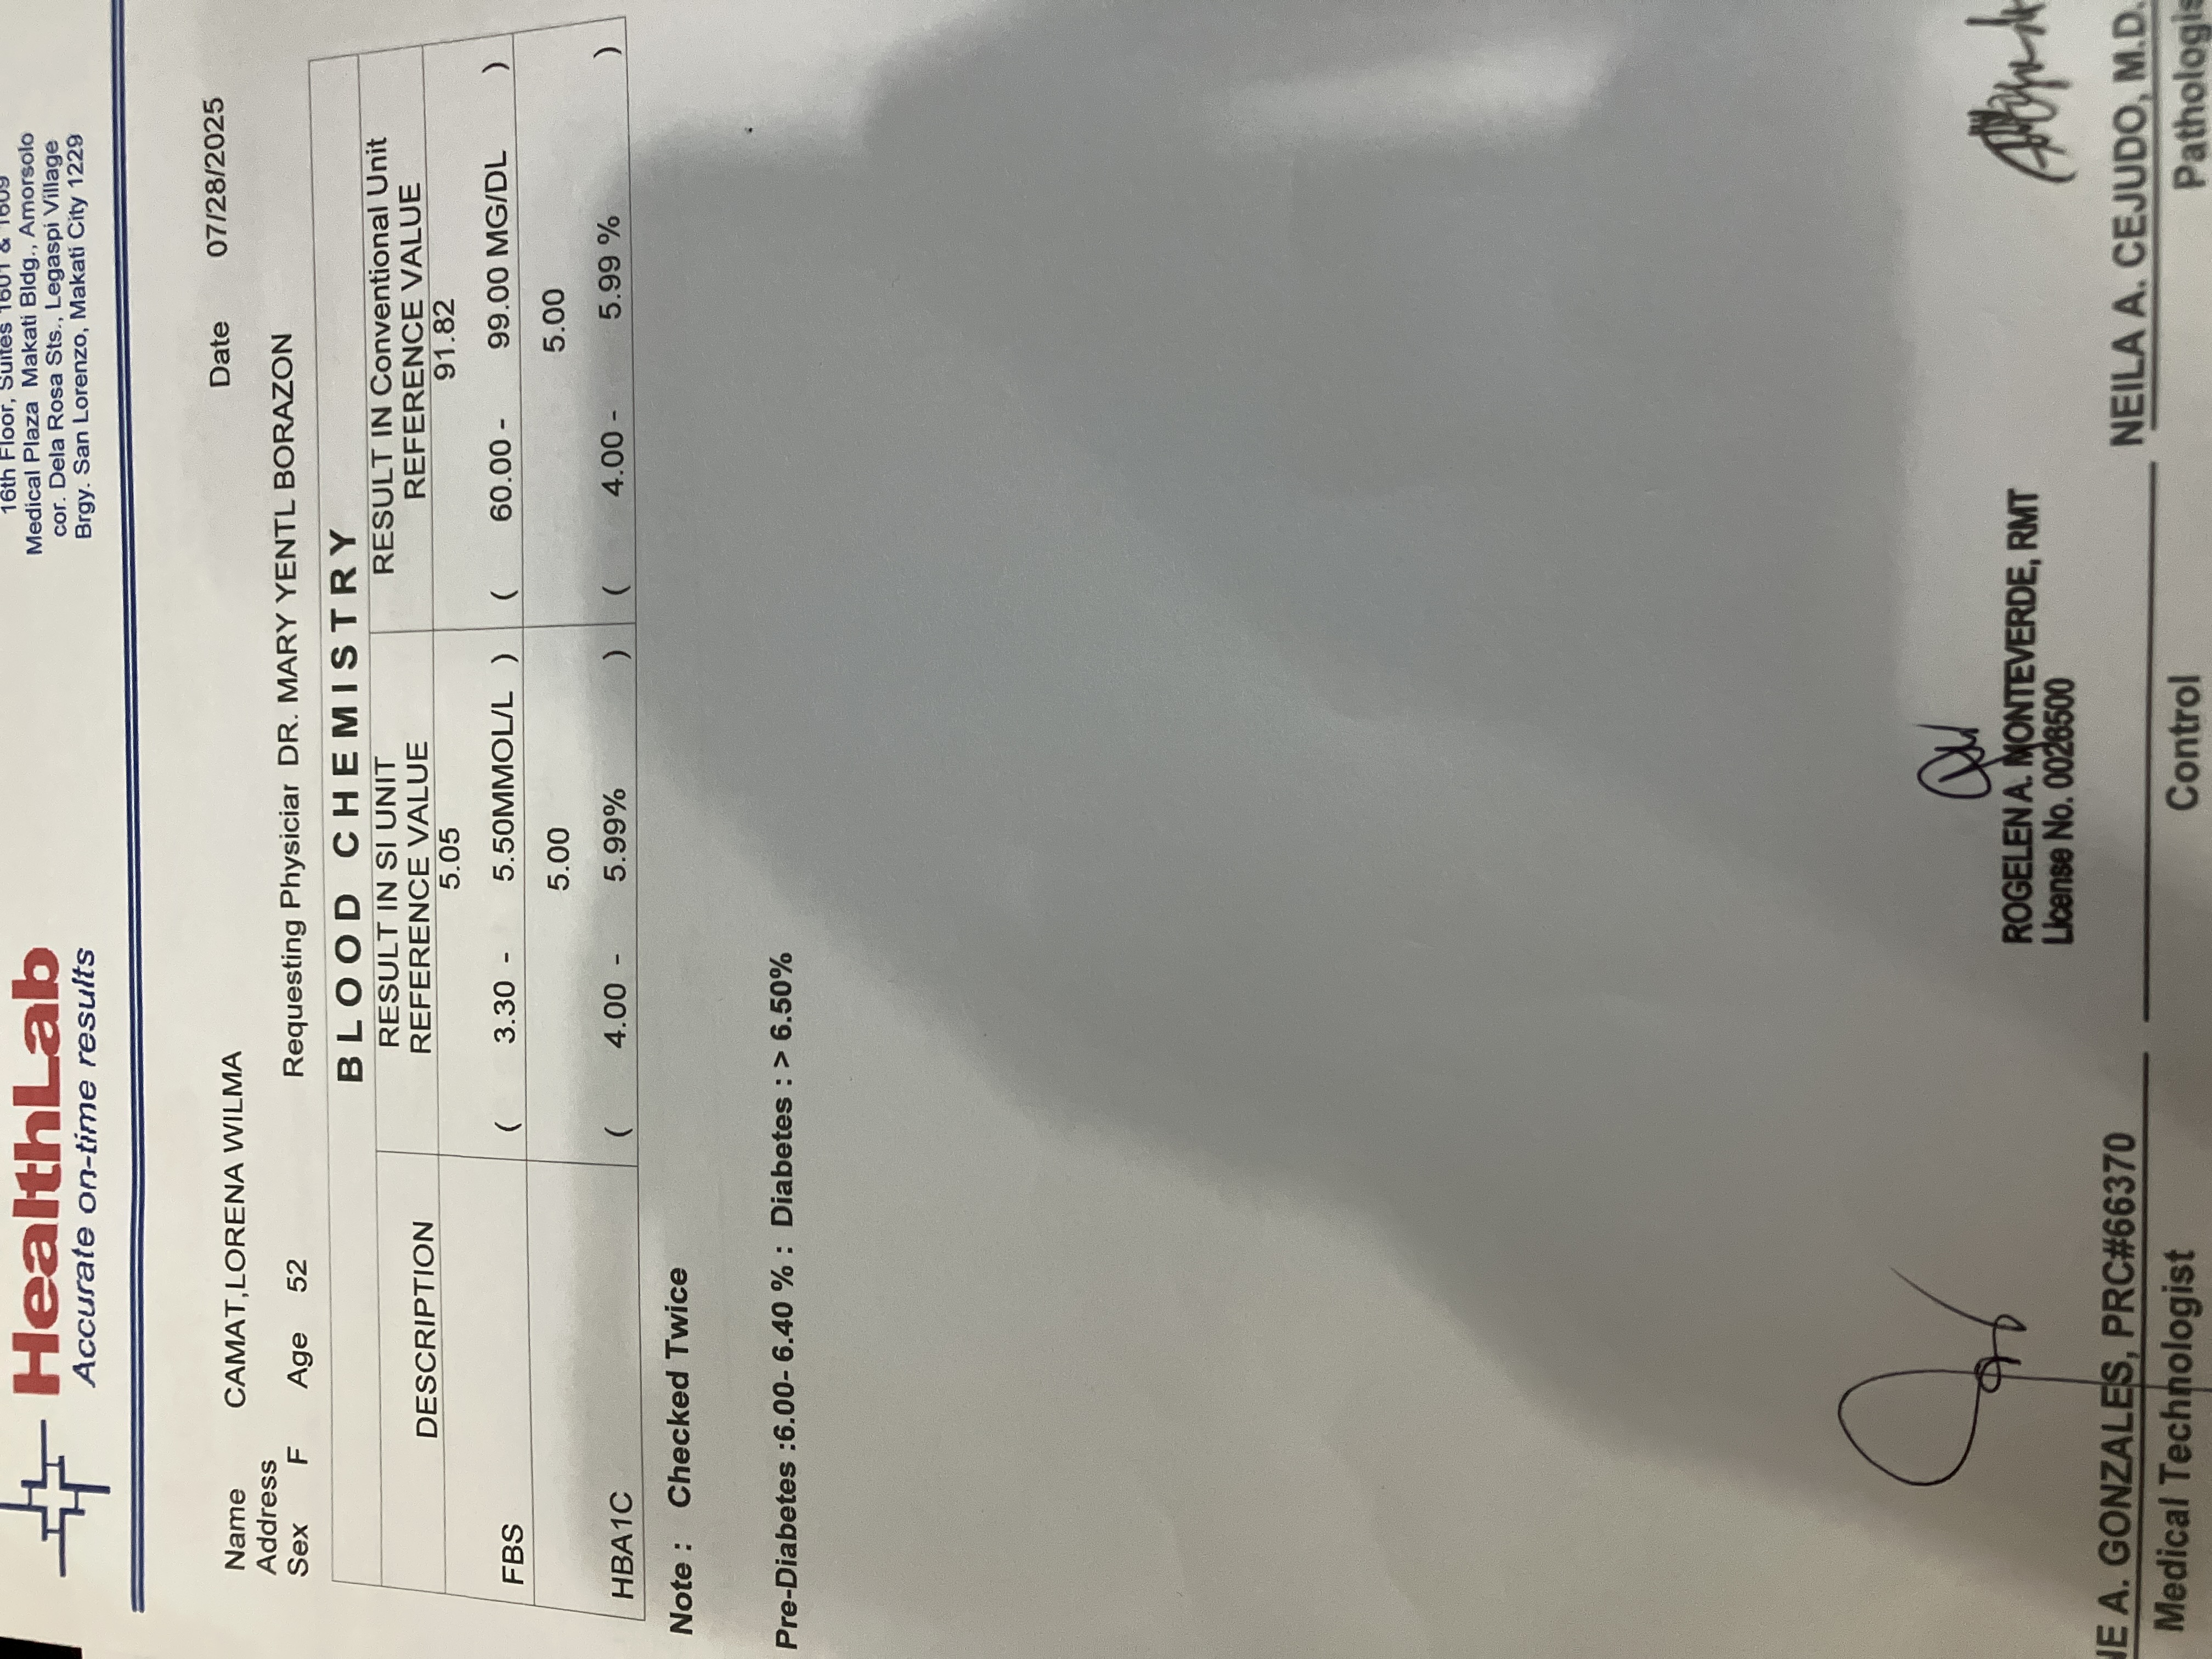 HealthLab
Accurate on-time results
16th Floor, Suites 1601 & 1609
Medical Plaza Makati Bldg., Amorsolo
cor. Dela Rosa Sts., Legaspi Village
Brgy. San Lorenzo, Makati City 1229
Name CAMAT,LORENA WILMA Date 07/28/2025
Address
Sex F Age 52 Requesting Physiciar DR. MARY YENTL BORAZON
BLOOD CHEMISTRY
DESCRIPTION RESULT IN SI UNIT REFERENCE VALUE RESULT IN Conventional Unit REFERENCE VALUE
5.05 91.82
FBS ( 3.30 - 5.50MMOL/L ) ( 60.00 - 99.00 MG/DL )
5.00 5.00
HBA1C ( 4.00 - 5.99% ) ( 4.00 - 5.99 % )
Note : Checked Twice
Pre-Diabetes :6.00- 6.40 % : Diabetes : > 6.50%
ROGELEN A. MONTEVERDE, RMT
License No. 0026500
NE A. GONZALES, PRC#66370 NEILA A. CEJUDO, M.D.
Medical Technologist Control Pathologis